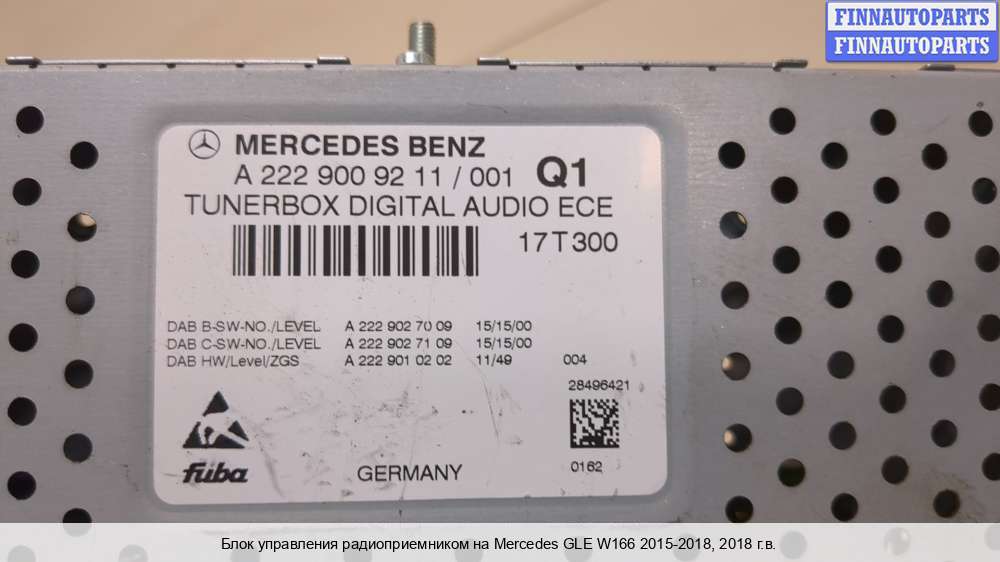 FINNAUTOPARTS
FINNAUTOPARTS
MERCEDES BENZ
A 222 900 92 11 / 001 Q1
TUNERBOX DIGITAL AUDIO ECE
17T300
DAB B-SW-NO./LEVEL A 222 902 70 09 15/15/00
DAB C-SW-NO./LEVEL A 222 902 71 09 15/15/00
DAB HW/Level/ZGS A 222 901 02 02 11/49 004
28496421
fuba GERMANY 0162
Блок управления радиоприемником на Mercedes GLE W166 2015-2018, 2018 г.в.